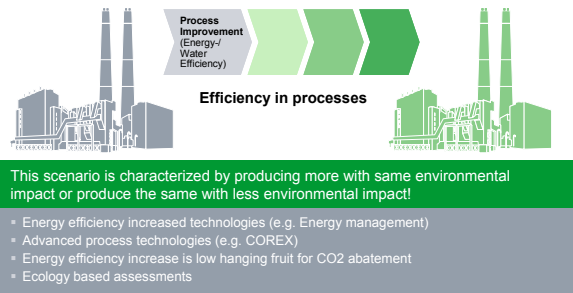 Process
Improvement
(Energy-/
Water
Efficiency)
Efficiency in processes
This scenario is characterized by producing more with same environmental
impact or produce the same with less environmental impact!
▪ Energy efficiency increased technologies (e.g. Energy management)
▪ Advanced process technologies (e.g. COREX)
▪ Energy efficiency increase is low hanging fruit for CO2 abatement
▪ Ecology based assessments